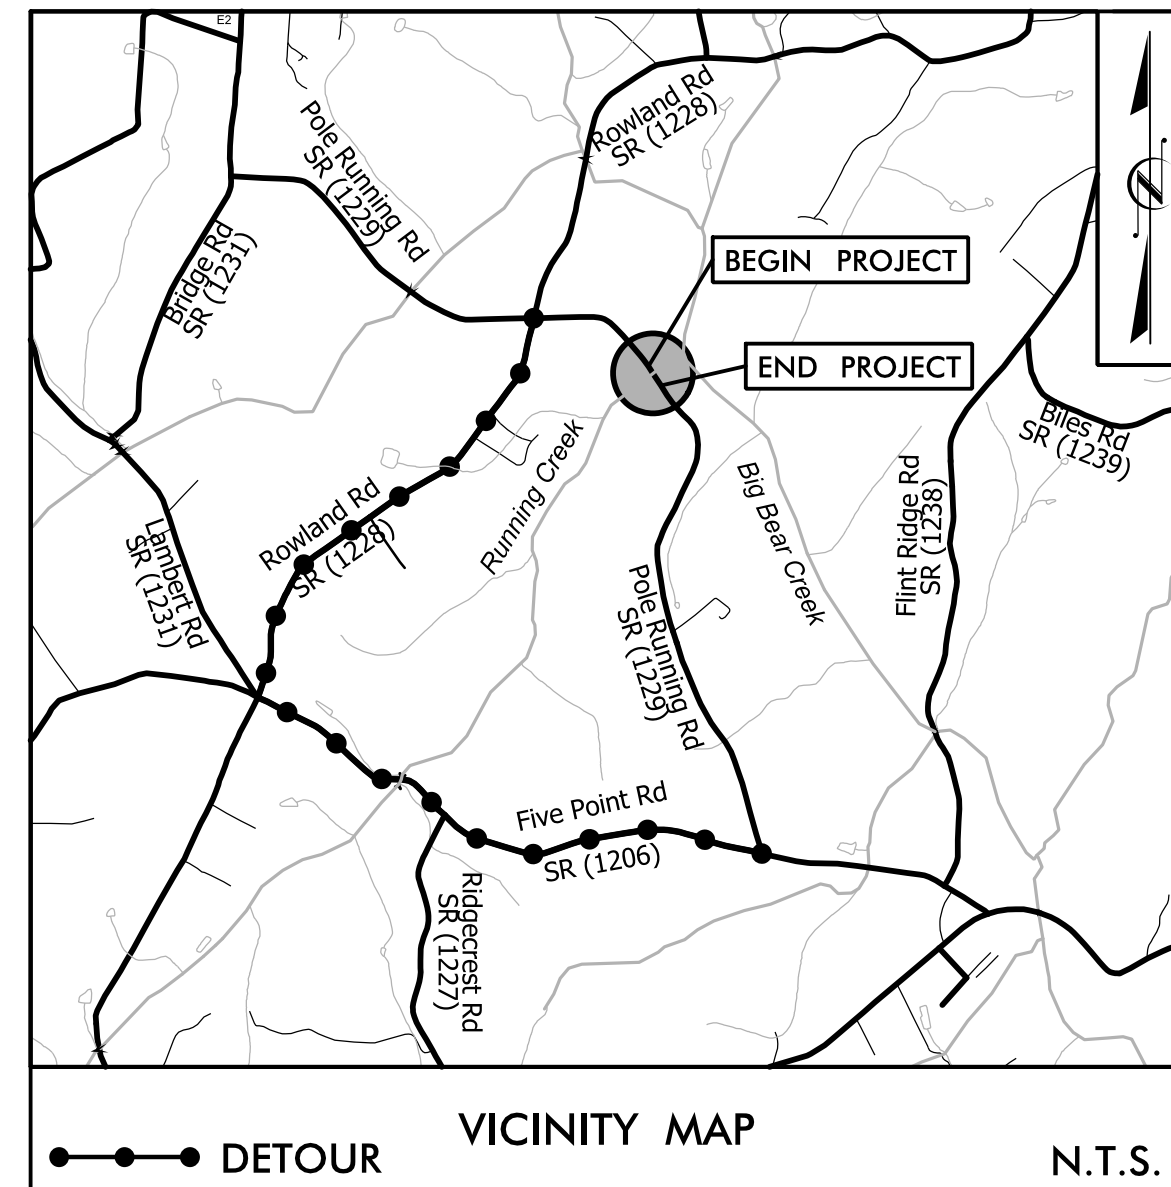 E2
Pole Running Rd
SR (1229)
Rowland Rd
SR (1228)
Bridge Rd
SR (1231)
BEGIN PROJECT
END PROJECT
Biles Rd
SR (1239)
Running Creek
Big Bear Creek
Flint Ridge Rd
SR (1238)
Rowland Rd
SR (1228)
Lambert Rd
SR (1231)
Pole Running Rd
SR (1229)
Five Point Rd
SR (1206)
Ridgecrest Rd
SR (1227)
N
VICINITY MAP
DETOUR
N.T.S.